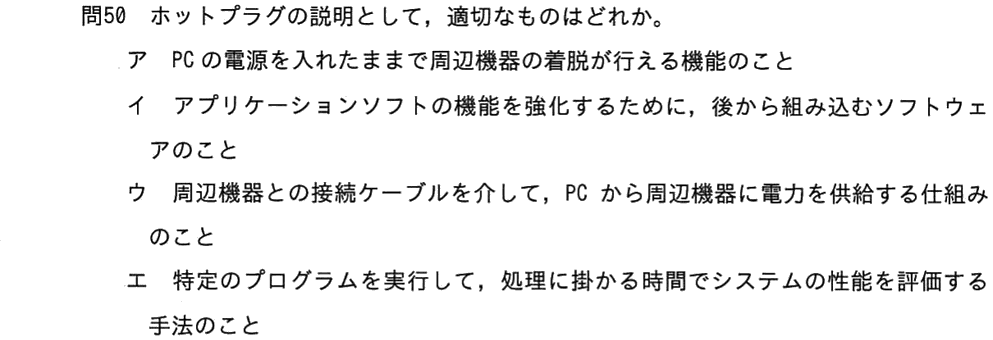 問50　ホットプラグの説明として，適切なものはどれか。
ア　PCの電源を入れたままで周辺機器の着脱が行える機能のこと
イ　アプリケーションソフトの機能を強化するために，後から組み込むソフトウェ
アのこと
ウ　周辺機器との接続ケーブルを介して，PC から周辺機器に電力を供給する仕組み
のこと
エ　特定のプログラムを実行して，処理に掛かる時間でシステムの性能を評価する
手法のこと